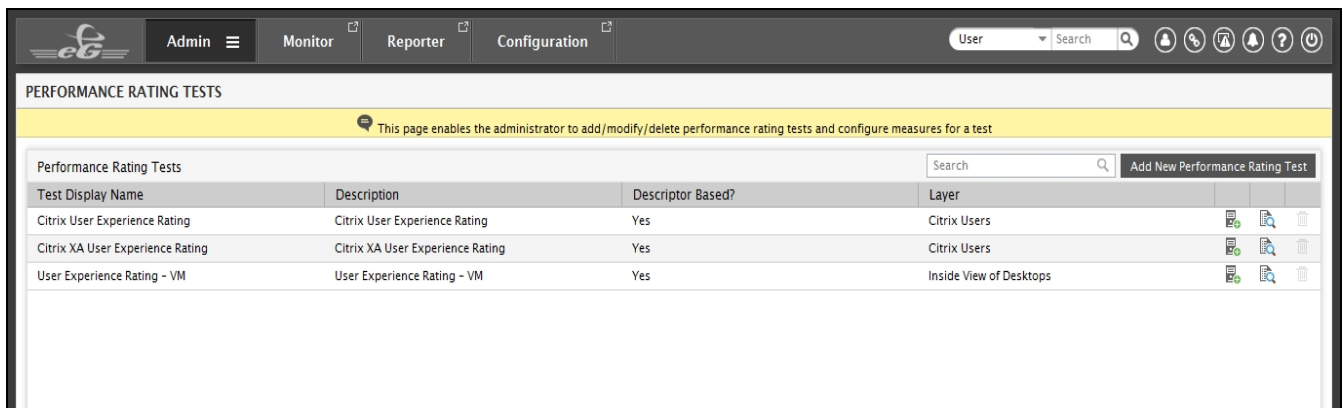 eG Admin Monitor Reporter Configuration User Search ?
PERFORMANCE RATING TESTS
This page enables the administrator to add/modify/delete performance rating tests and configure measures for a test
Performance Rating Tests Search Add New Performance Rating Test
Test Display Name Description Descriptor Based? Layer
Citrix User Experience Rating Citrix User Experience Rating Yes Citrix Users
Citrix XA User Experience Rating Citrix XA User Experience Rating Yes Citrix Users
User Experience Rating - VM User Experience Rating - VM Yes Inside View of Desktops